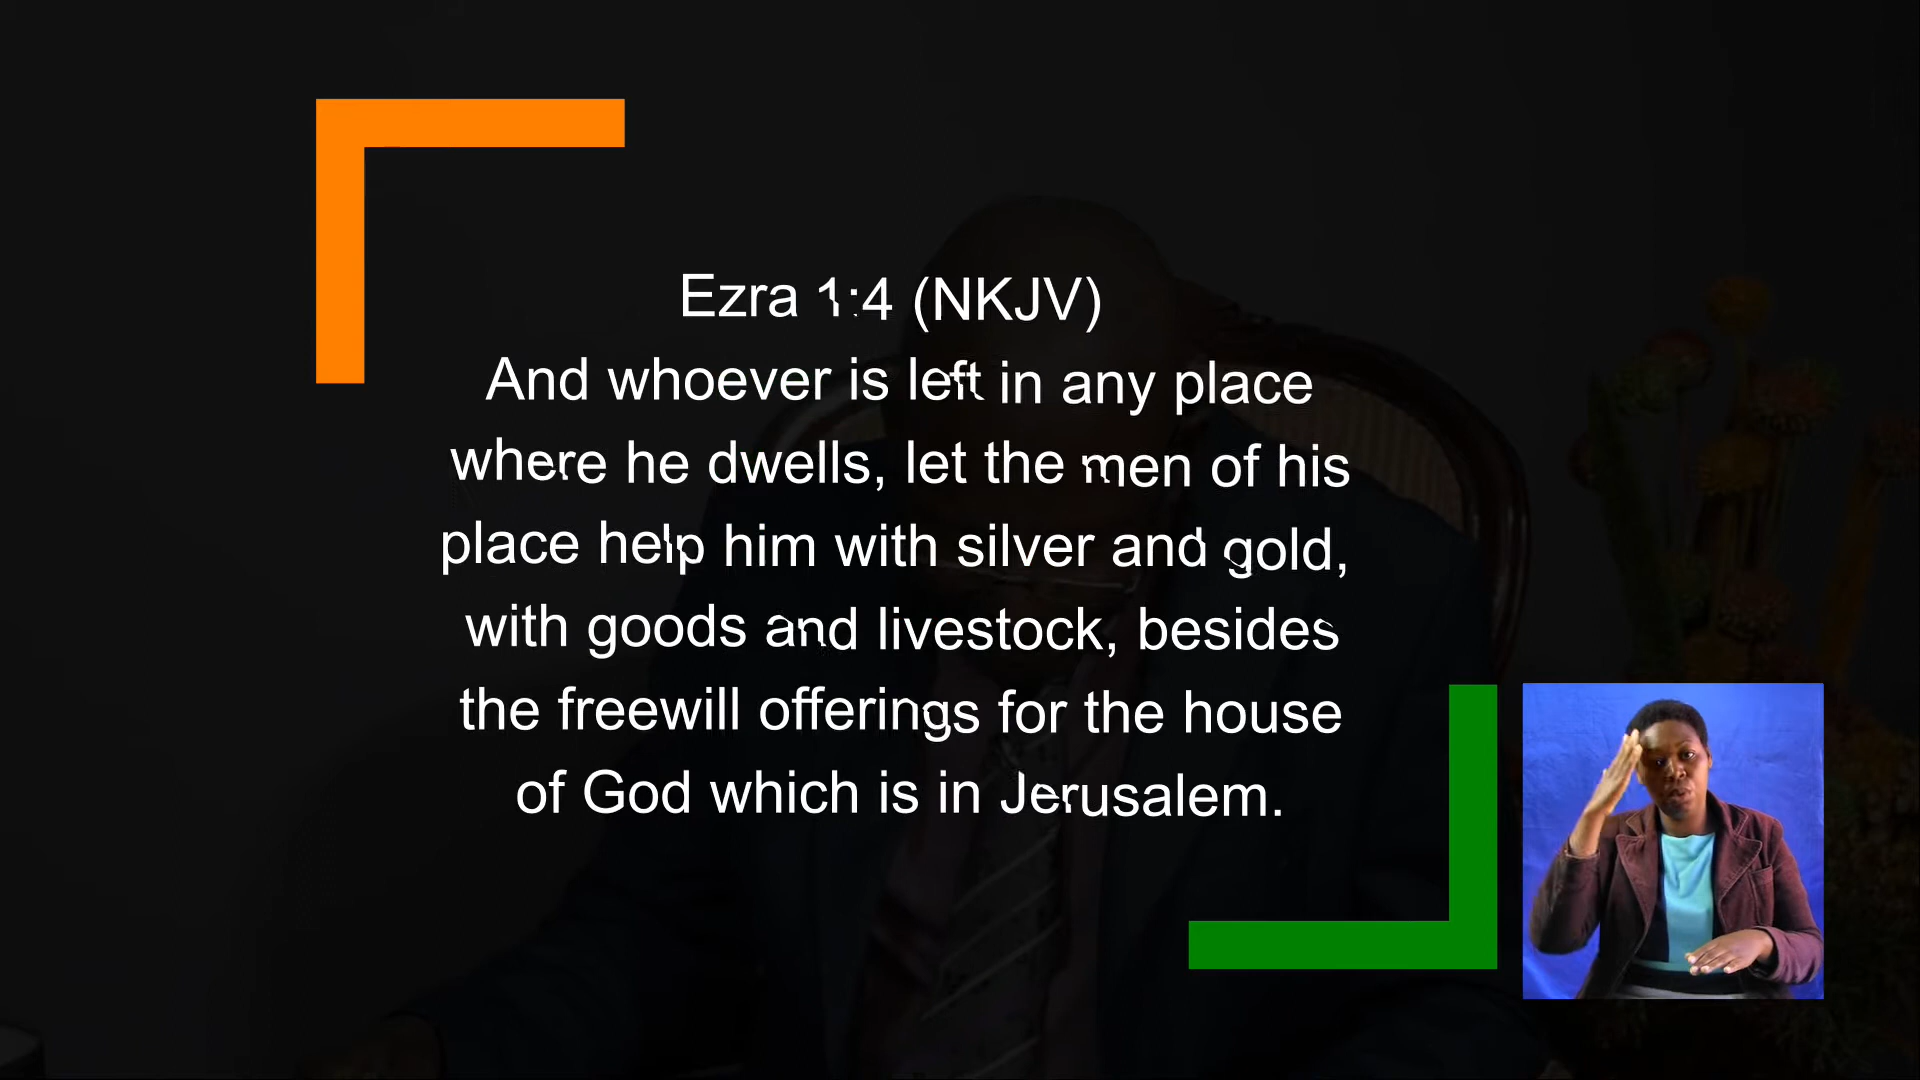 Ezra 1:4 (NKJV)
And whoever is left in any place
where he dwells, let the men of his
place help him with silver and gold,
with goods and livestock, besides
the freewill offerings for the house
of God which is in Jerusalem.